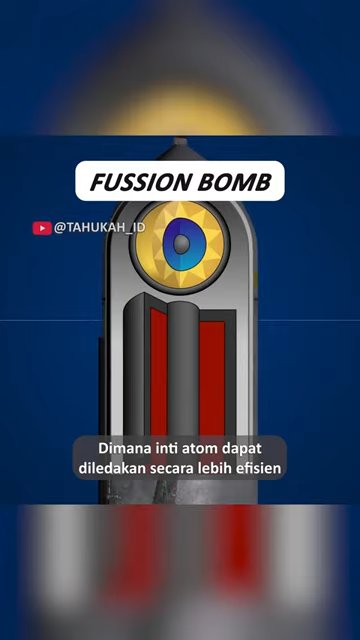 FUSSION BOMB
@TAHUKAH_ID
Dimana inti atom dapat
diledakan secara lebih efisien